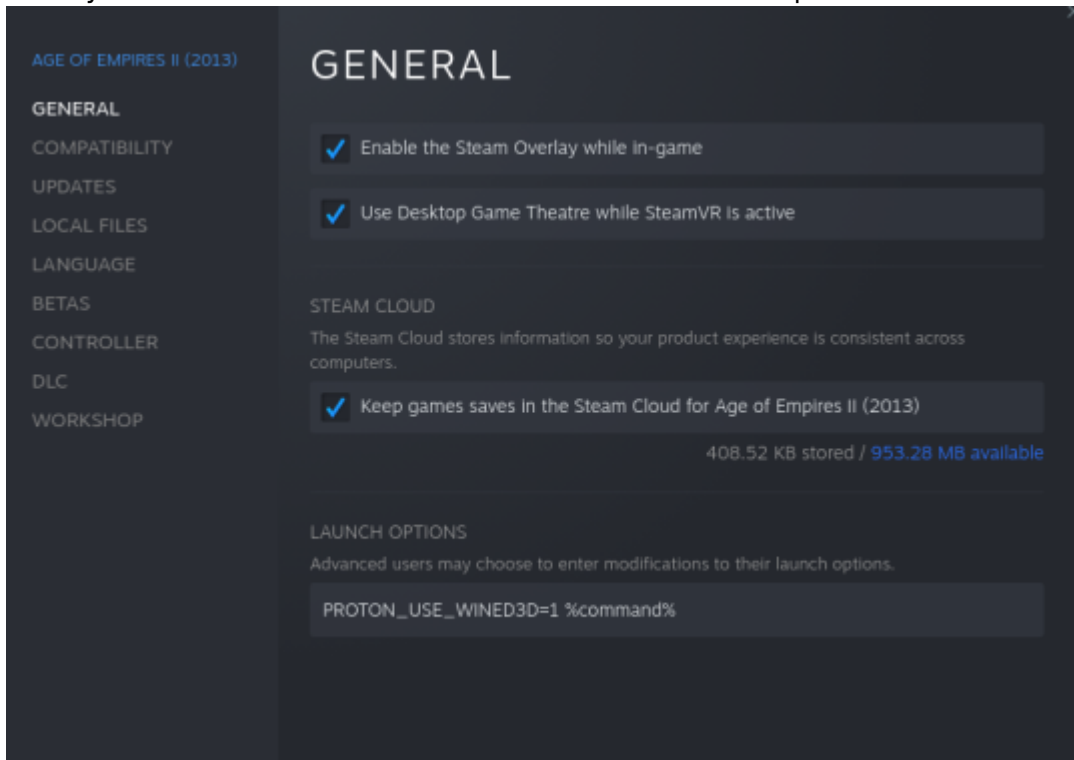 AGE OF EMPIRES II (2013)
GENERAL
COMPATIBILITY
UPDATES
LOCAL FILES
LANGUAGE
BETAS
CONTROLLER
DLC
WORKSHOP
GENERAL
Enable the Steam Overlay while in-game
Use Desktop Game Theatre while SteamVR is active
STEAM CLOUD
The Steam Cloud stores information so your product experience is consistent across
computers.
Keep games saves in the Steam Cloud for Age of Empires II (2013)
408.52 KB stored / 953.28 MB available
LAUNCH OPTIONS
Advanced users may choose to enter modifications to their launch options.
PROTON_USE_WINED3D=1 %command%